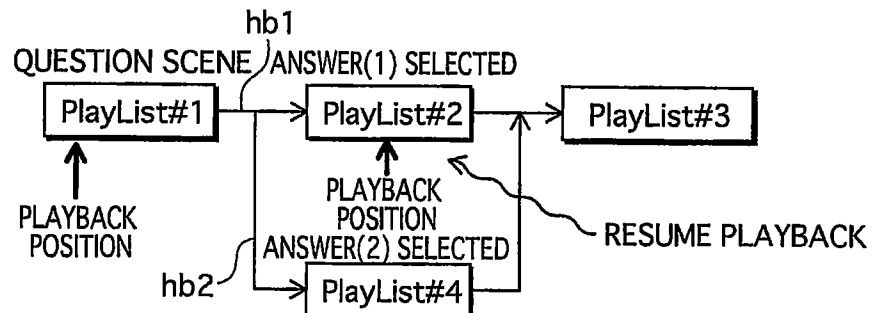 hb1
QUESTION SCENE ANSWER(1) SELECTED
PlayList#1
PlayList#2
PlayList#3
PLAYBACK
POSITION
PLAYBACK
POSITION
RESUME PLAYBACK
ANSWER(2) SELECTED
hb2
PlayList#4